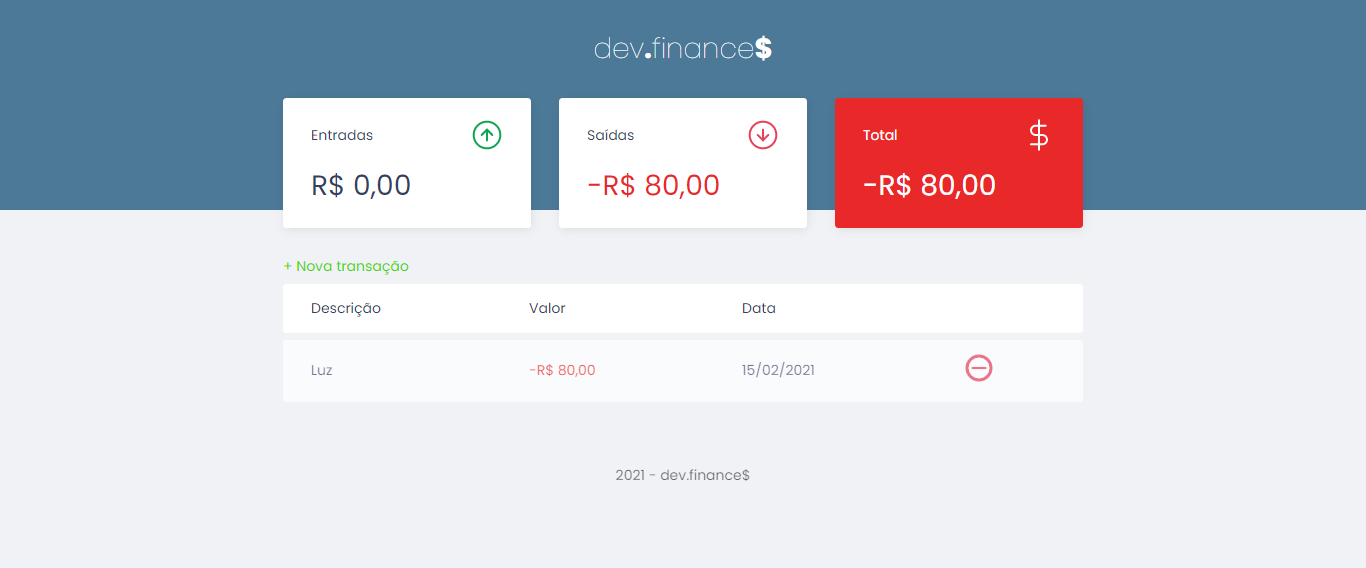 dev.finance$
Entradas
R$ 0,00
Saídas
-R$ 80,00
Total
$
-R$ 80,00
+ Nova transação
Descrição Valor Data
Luz -R$ 80,00 15/02/2021
2021 - dev.finance$